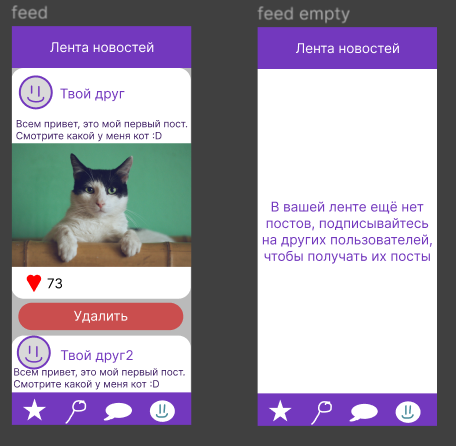 feed
Лента новостей
Твой друг
Всем привет, это мой первый пост.
Смотрите какой у меня кот :D
73
Удалить
Твой друг2
Всем привет, это мой первый пост.
Смотрите какой у меня кот :D
feed empty
Лента новостей
В вашей ленте ещё нет
постов, подписывайтесь
на других пользователей,
чтобы получать их посты